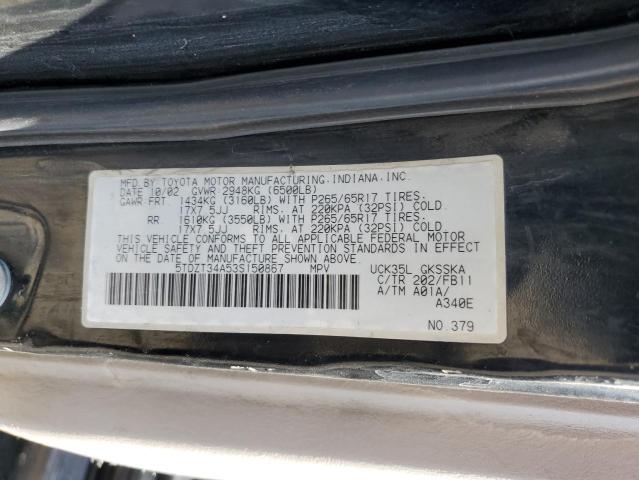 MFD.BY TOYOTA MOTOR MANUFACTURING.INDIANA.INC.
DATE 10/02 GVWR 2948KG (6500LB)
GAWR FRT. 1434KG (3160LB) WITH P265/65R17 TIRES.
17X7.5JJ RIMS. AT 220KPA (32PSI) COLD
RR. 1610KG (3550LB) WITH P265/65R17 TIRES.
17X7.5JJ RIMS. AT 220KPA (32PSI) COLD
THIS VEHICLE CONFORMS TO ALL APPLICABLE FEDERAL MOTOR
VEHICLE SAFETY, BUMPER AND THEFT PREVENTION STANDARDS IN EFFECT
ON THE DATE OF MANUFACTURE SHOWN ABOVE.
5TDZT34A53S150867 MPV
UCK35L GKSSKA
C/TR 202/FB11
A/TM A01A/
A340E
NO.379